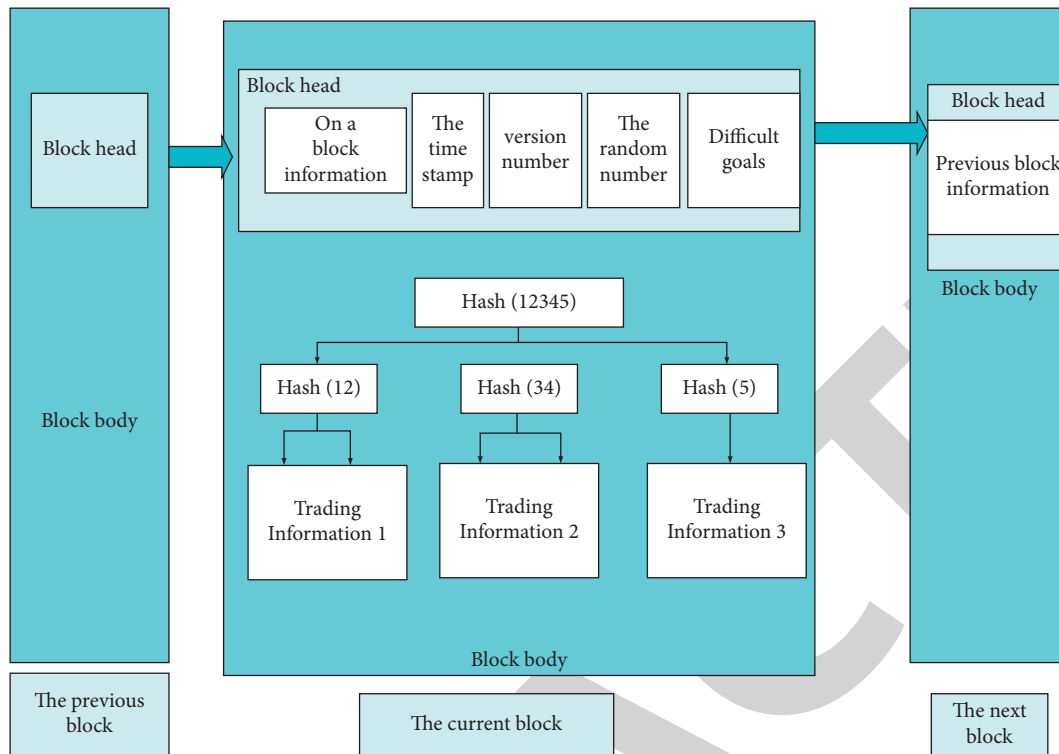 Block head
Block body
The previous
block
Block head
On a
block
information
The
time
stamp
version
number
The
random
number
Difficult
goals
Hash (12345)
Hash (12)
Hash (34)
Hash (5)
Trading
Information 1
Trading
Information 2
Trading
Information 3
Block body
The current block
Block head
Previous block
information
Block body
The next
block